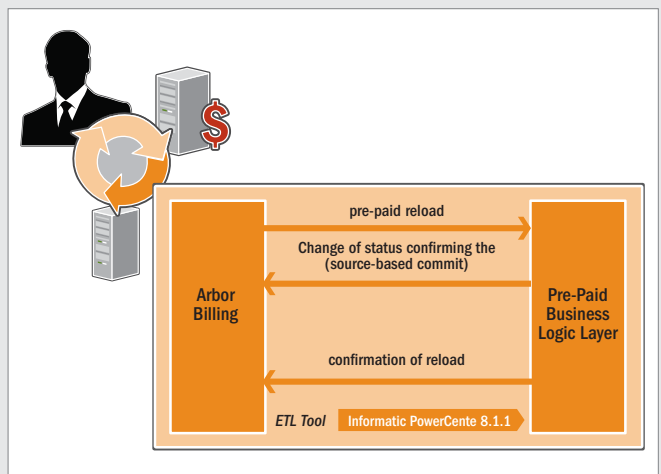 $
pre-paid reload
Change of status confirming the
(source-based commit)
Arbor
Billing
Pre-Paid
Business
Logic Layer
confirmation of reload
ETL Tool Informatic PowerCente 8.1.1